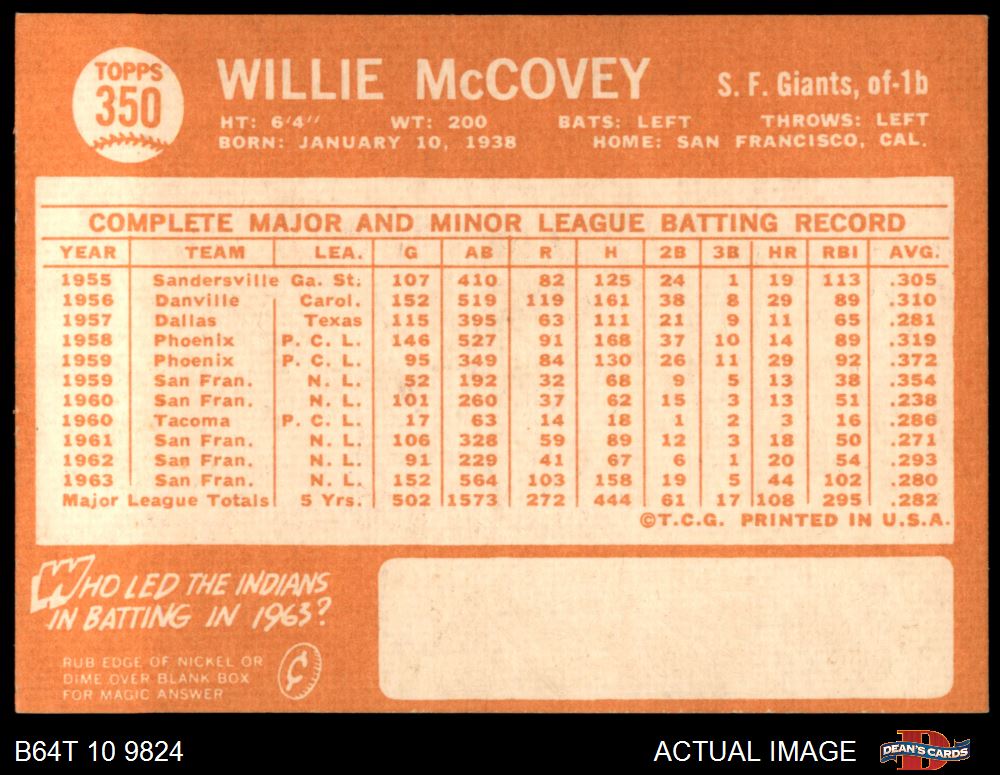 TOPPS
350
WILLIE McCOVEY
S. F. Giants, of-1b
HT: 6'4" WT: 200 BATS: LEFT THROWS: LEFT
BORN: JANUARY 10, 1938 HOME: SAN FRANCISCO, CAL.
COMPLETE MAJOR AND MINOR LEAGUE BATTING RECORD
YEAR TEAM LEA. G AB R H 2B 3B HR RBI AVG.
1955 Sandersville Ga. St. 107 410 82 125 24 1 19 113 .305
1956 Danville Carol. 152 519 119 161 38 8 29 89 .310
1957 Dallas Texas 115 395 63 111 21 9 11 65 .281
1958 Phoenix P. C. L. 146 527 91 168 37 10 14 89 .319
1959 Phoenix P. C. L. 95 349 84 130 26 11 29 92 .372
1959 San Fran. N. L. 52 192 32 68 9 5 13 38 .354
1960 San Fran. N. L. 101 260 37 62 15 3 13 51 .238
1960 Tacoma P. C. L. 17 63 14 18 1 2 3 16 .286
1961 San Fran. N. L. 106 328 59 89 12 3 18 50 .271
1962 San Fran. N. L. 91 229 41 67 6 1 20 54 .293
1963 San Fran. N. L. 152 564 103 158 19 5 44 102 .280
Major League Totals 5 Yrs. 502 1573 272 444 61 17 108 295 .282
©T.C.G. PRINTED IN U.S.A.
WHO LED THE INDIANS
IN BATTING IN 1963?
RUB EDGE OF NICKEL OR
DIME OVER BLANK BOX
FOR MAGIC ANSWER
¢
B64T 10 9824
ACTUAL IMAGE
D
DEAN'S CARDS